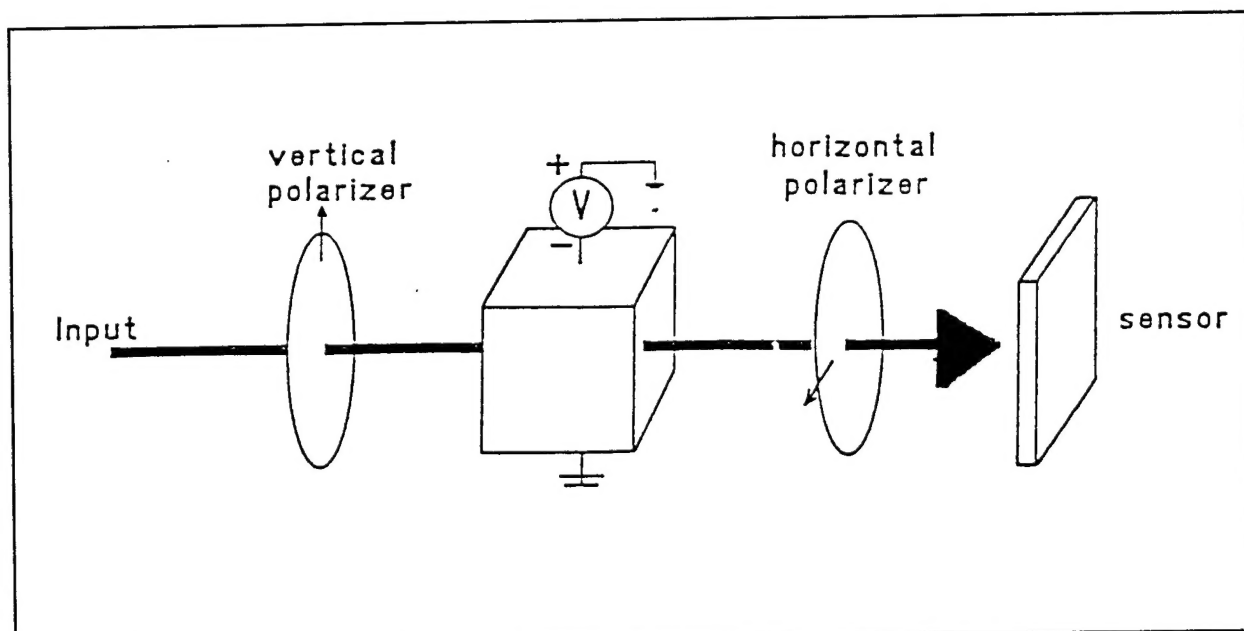 vertical
polarizer
horizontal
polarizer
+
V
−
Input
sensor